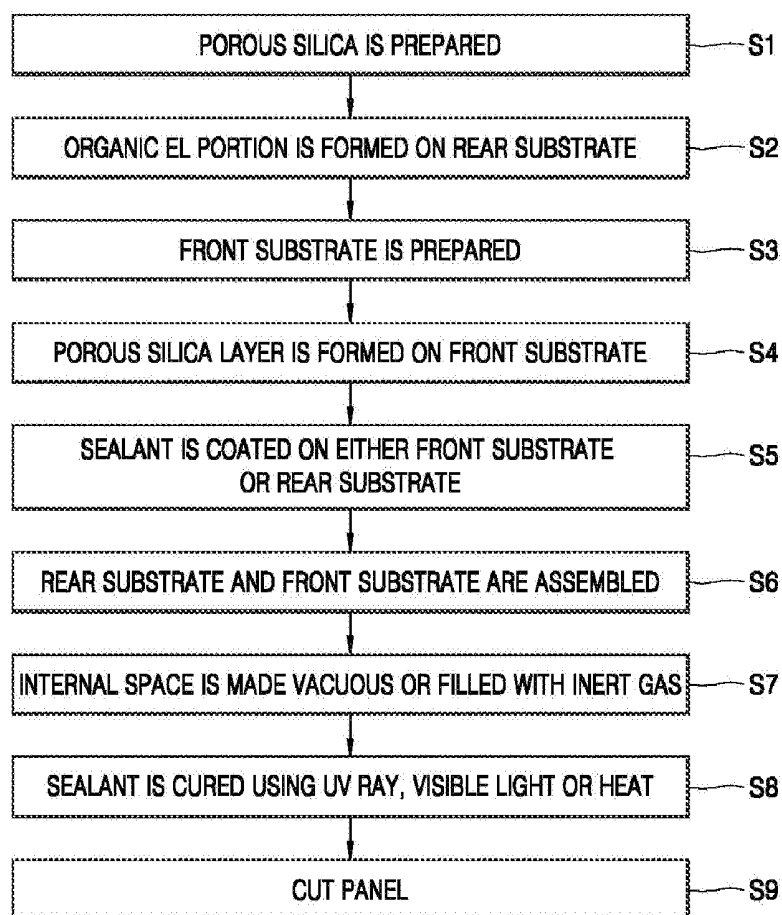 POROUS SILICA IS PREPARED S1
ORGANIC EL PORTION IS FORMED ON REAR SUBSTRATE S2
FRONT SUBSTRATE IS PREPARED S3
POROUS SILICA LAYER IS FORMED ON FRONT SUBSTRATE S4
SEALANT IS COATED ON EITHER FRONT SUBSTRATE
OR REAR SUBSTRATE S5
REAR SUBSTRATE AND FRONT SUBSTRATE ARE ASSEMBLED S6
INTERNAL SPACE IS MADE VACUOUS OR FILLED WITH INERT GAS S7
SEALANT IS CURED USING UV RAY, VISIBLE LIGHT OR HEAT S8
CUT PANEL S9